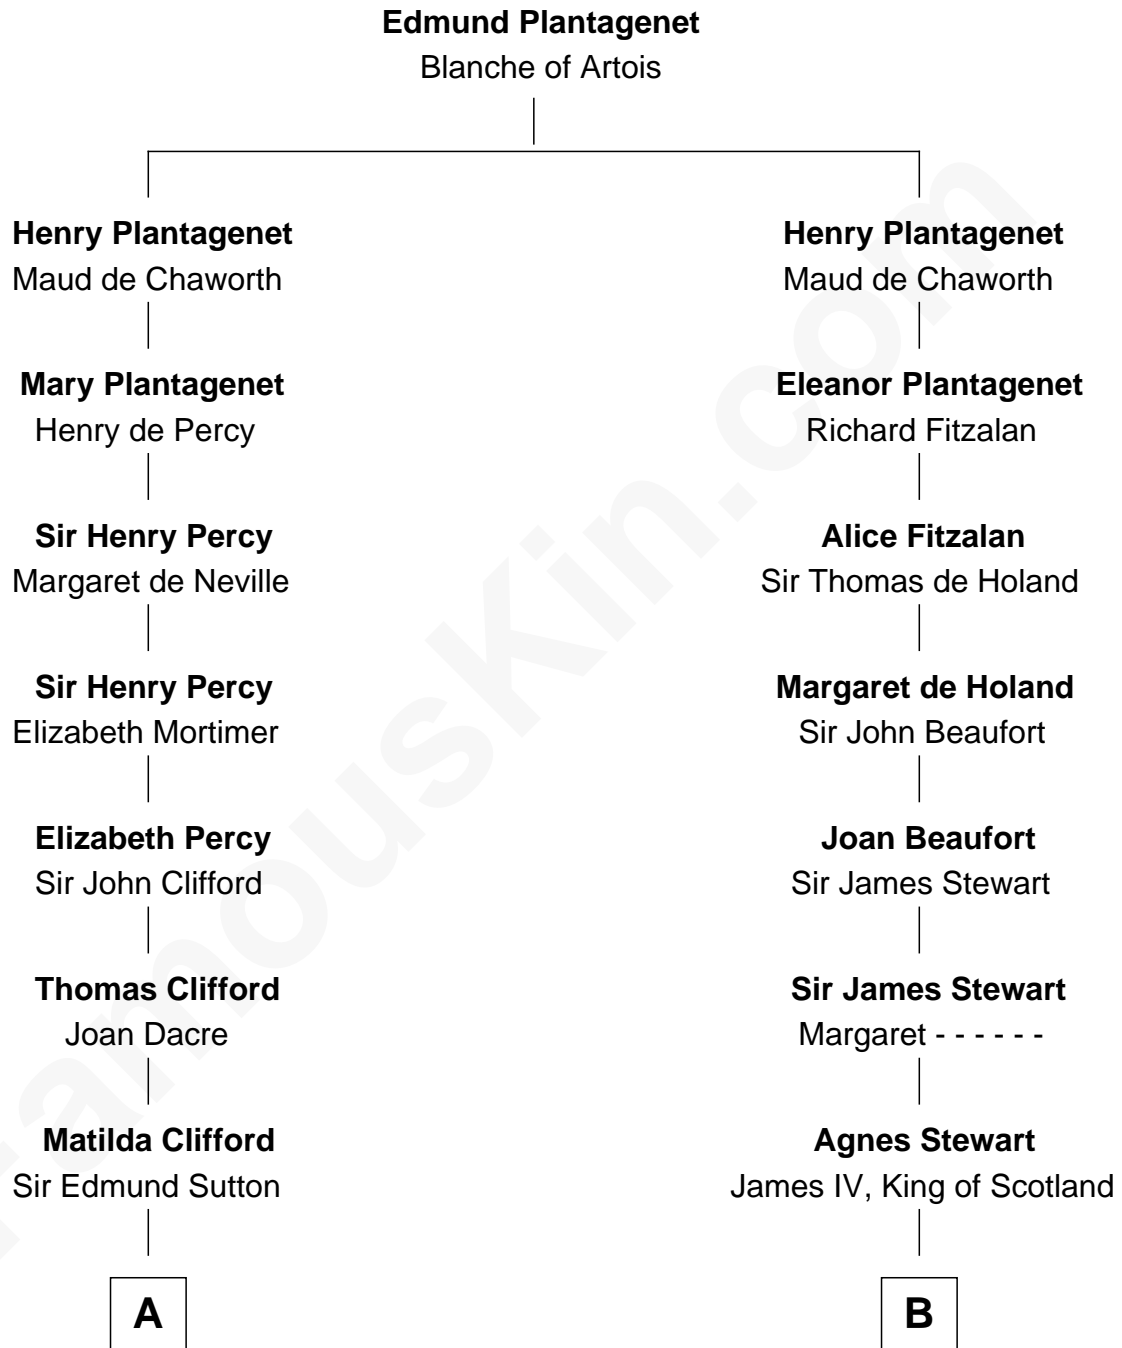 Edmund Plantagenet
Blanche of Artois
Henry Plantagenet
Maud de Chaworth
Henry Plantagenet
Maud de Chaworth
Mary Plantagenet
Henry de Percy
Eleanor Plantagenet
Richard Fitzalan
Sir Henry Percy
Margaret de Neville
Alice Fitzalan
Sir Thomas de Holand
Sir Henry Percy
Elizabeth Mortimer
Margaret de Holand
Sir John Beaufort
Elizabeth Percy
Sir John Clifford
Joan Beaufort
Sir James Stewart
Thomas Clifford
Joan Dacre
Sir James Stewart
Margaret - - - - - -
Matilda Clifford
Sir Edmund Sutton
Agnes Stewart
James IV, King of Scotland
A
B
FamousKin.com